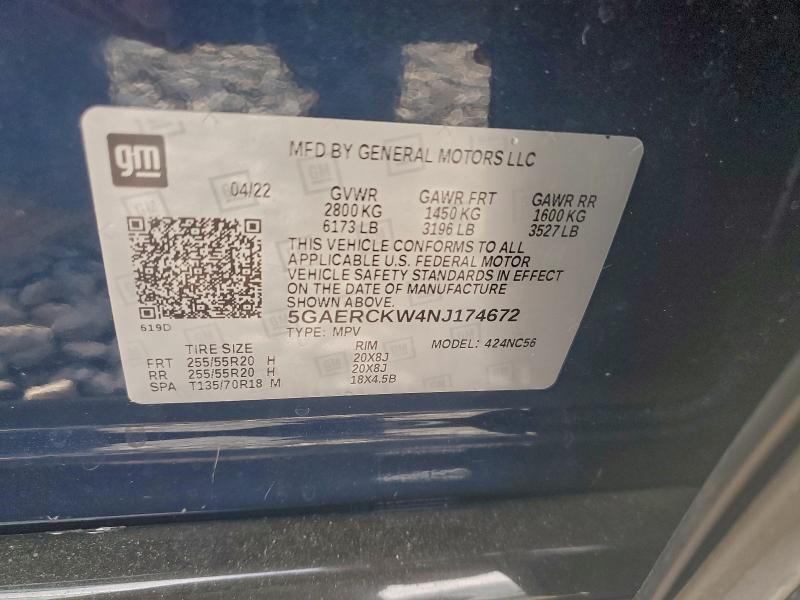 gm
MFD BY GENERAL MOTORS LLC
04/22 GVWR GAWR FRT GAWR RR
2800 KG 1450 KG 1600 KG
6173 LB 3196 LB 3527 LB
THIS VEHICLE CONFORMS TO ALL
APPLICABLE U.S. FEDERAL MOTOR
VEHICLE SAFETY STANDARDS IN EFFECT
ON THE DATE OF MANUFACTURE
SHOWN ABOVE.
619D
5GAERCKW4NJ174672
TYPE: MPV
TIRE SIZE RIM MODEL: 424NC56
FRT 255/55R20 H 20X8J
RR 255/55R20 H 20X8J
SPA T135/70R18 M 18X4.5B